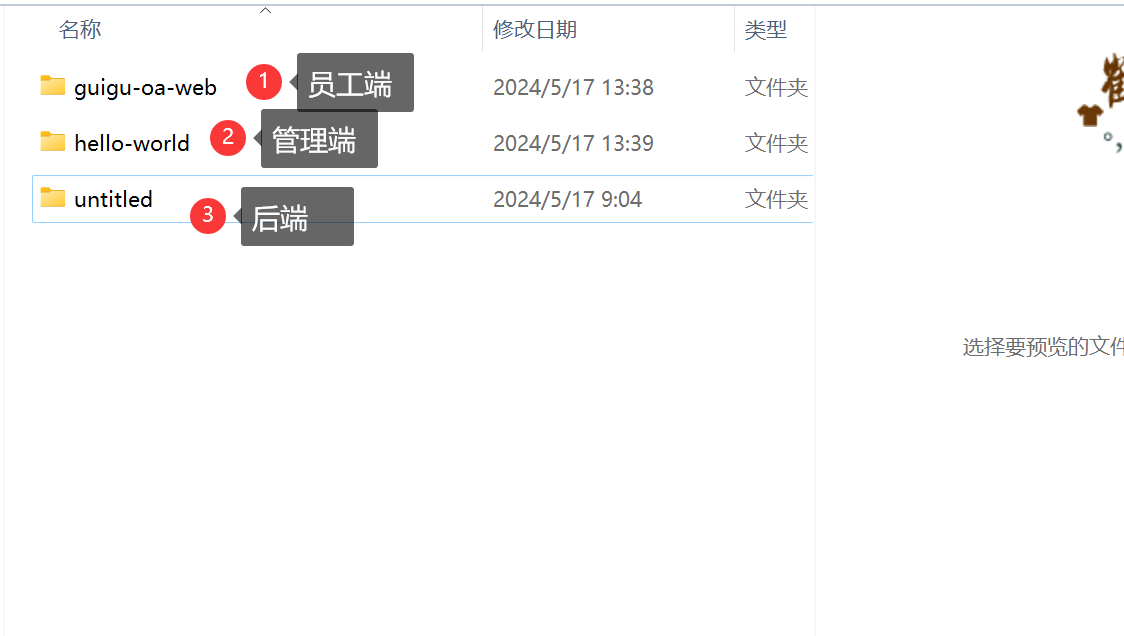 名称 修改日期 类型
guigu-oa-web 1 员工端 2024/5/17 13:38 文件夹
hello-world 2 管理端 2024/5/17 13:39 文件夹
untitled 3 后端 2024/5/17 9:04 文件夹
选择要预览的文件